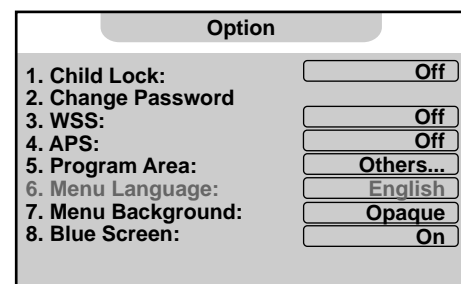 Option
1. Child Lock: Off
2. Change Password
3. WSS: Off
4. APS: Off
5. Program Area: Others...
6. Menu Language: English
7. Menu Background: Opaque
8. Blue Screen: On